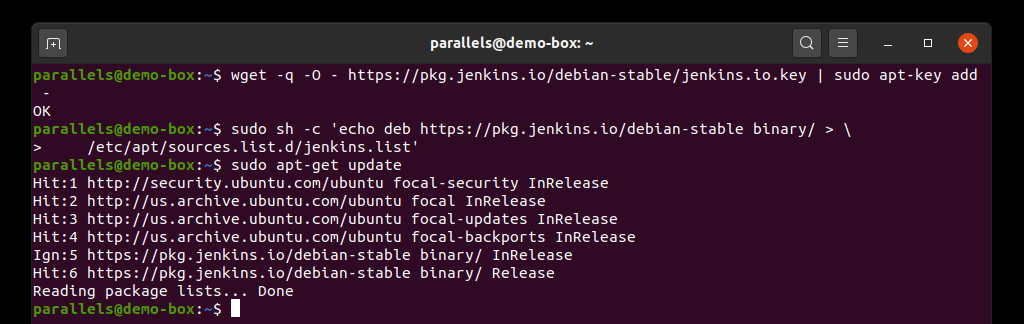 parallels@demo-box: ~
parallels@demo-box:~$ wget -q -O - https://pkg.jenkins.io/debian-stable/jenkins.io.key | sudo apt-key add
 -
OK
parallels@demo-box:~$ sudo sh -c 'echo deb https://pkg.jenkins.io/debian-stable binary/ > \
>     /etc/apt/sources.list.d/jenkins.list'
parallels@demo-box:~$ sudo apt-get update
Hit:1 http://security.ubuntu.com/ubuntu focal-security InRelease
Hit:2 http://us.archive.ubuntu.com/ubuntu focal InRelease
Hit:3 http://us.archive.ubuntu.com/ubuntu focal-updates InRelease
Hit:4 http://us.archive.ubuntu.com/ubuntu focal-backports InRelease
Ign:5 https://pkg.jenkins.io/debian-stable binary/ InRelease
Hit:6 https://pkg.jenkins.io/debian-stable binary/ Release
Reading package lists... Done
parallels@demo-box:~$